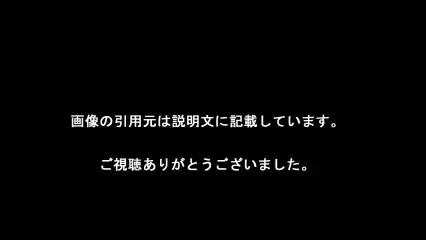 画像の引用元は説明文に記載しています。
ご視聴ありがとうございました。